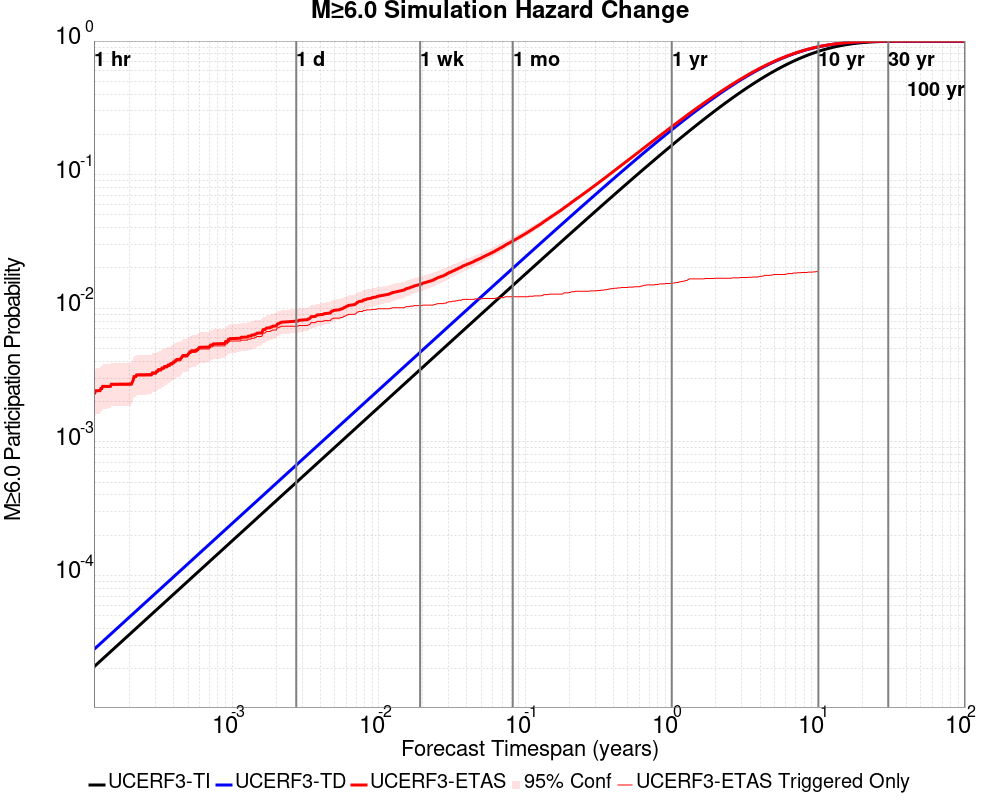 M≥6.0 Simulation Hazard Change
10^0
10^-1
10^-2
10^-3
10^-4
M≥6.0 Participation Probability
1 hr
1 d
1 wk
1 mo
1 yr
10 yr
30 yr
100 yr
10^-3
10^-2
10^-1
10^0
10^1
10^2
Forecast Timespan (years)
UCERF3-TI UCERF3-TD UCERF3-ETAS 95% Conf UCERF3-ETAS Triggered Only